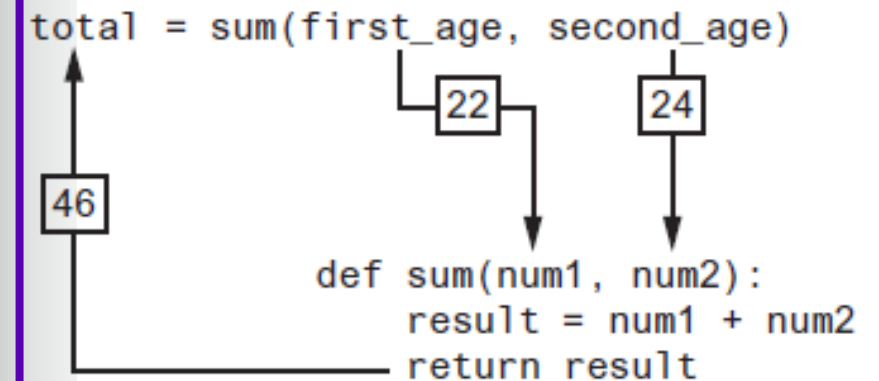 total = sum(first_age, second_age)
22
24
46
def sum(num1, num2):
result = num1 + num2
return result